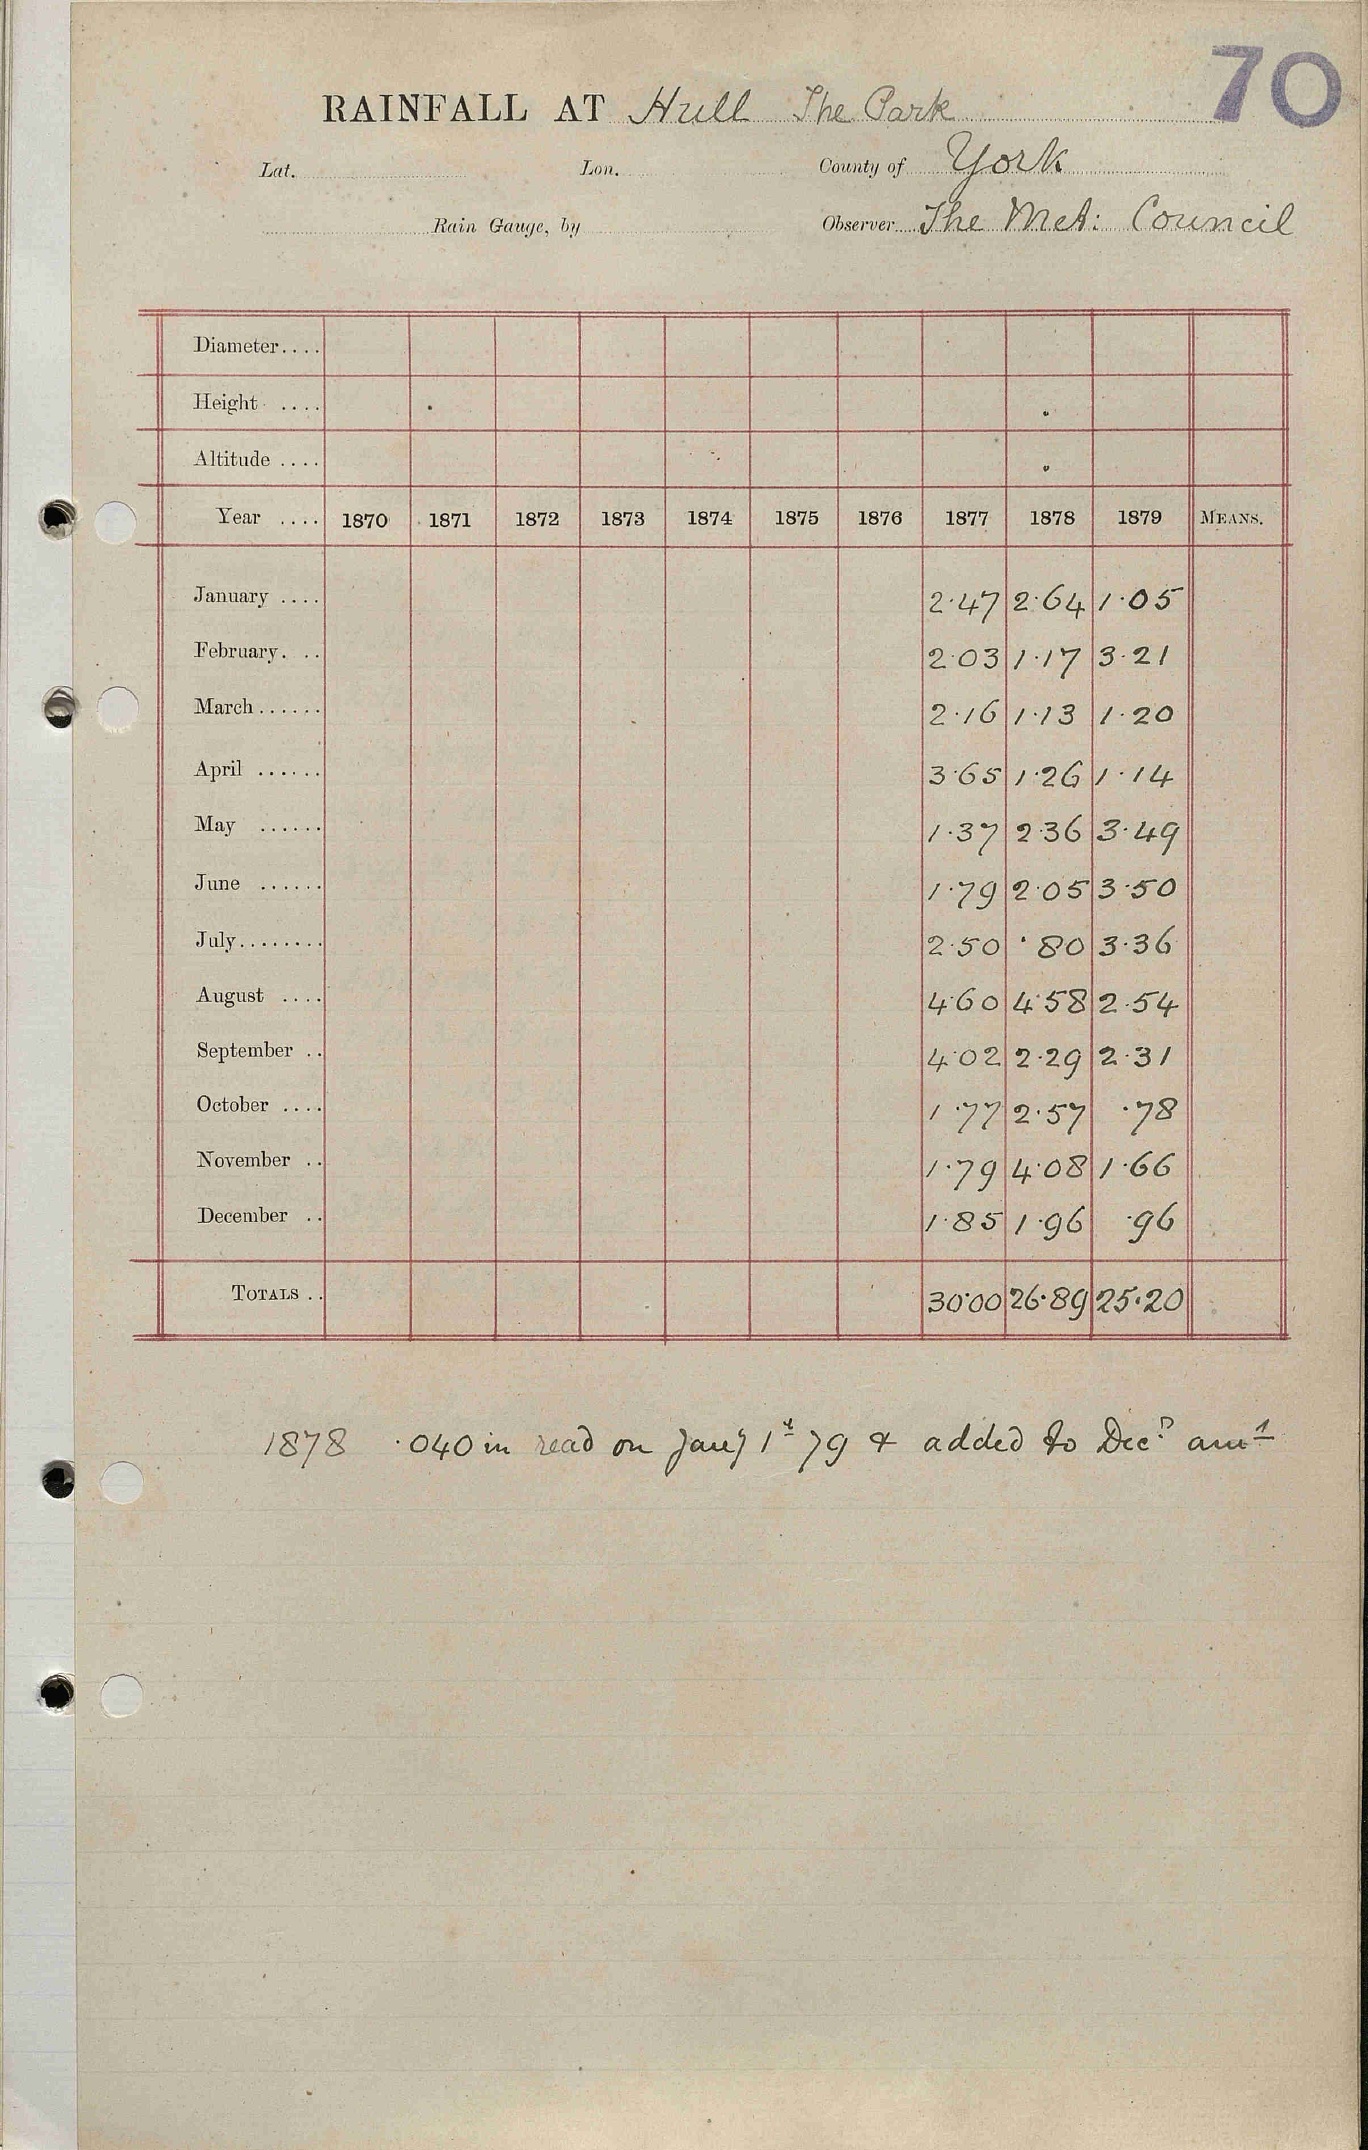 70
RAINFALL AT Hull The Park
Lat. Lon. County of York
Rain Gauge, by Observer The Met: Council
Diameter....
Height ....
Altitude ....
Year .... 1870 1871 1872 1873 1874 1875 1876 1877 1878 1879 MEANS.
January .... 2.47 2.64 1.05
February. .. 2.03 1.17 3.21
March...... 2.16 1.13 1.20
April ...... 3.65 1.26 1.14
May ...... 1.37 2.36 3.49
June ...... 1.79 2.05 3.50
July........ 2.50 .80 3.36
August .... 4.60 4.58 2.54
September .. 4.02 2.29 2.31
October .... 1.77 2.57 .78
November .. 1.79 4.08 1.66
December .. 1.85 1.96 .96
TOTALS .. 30.00 26.89 25.20
1878 .040 in read on Jany 1st 79 & added to Decr amt